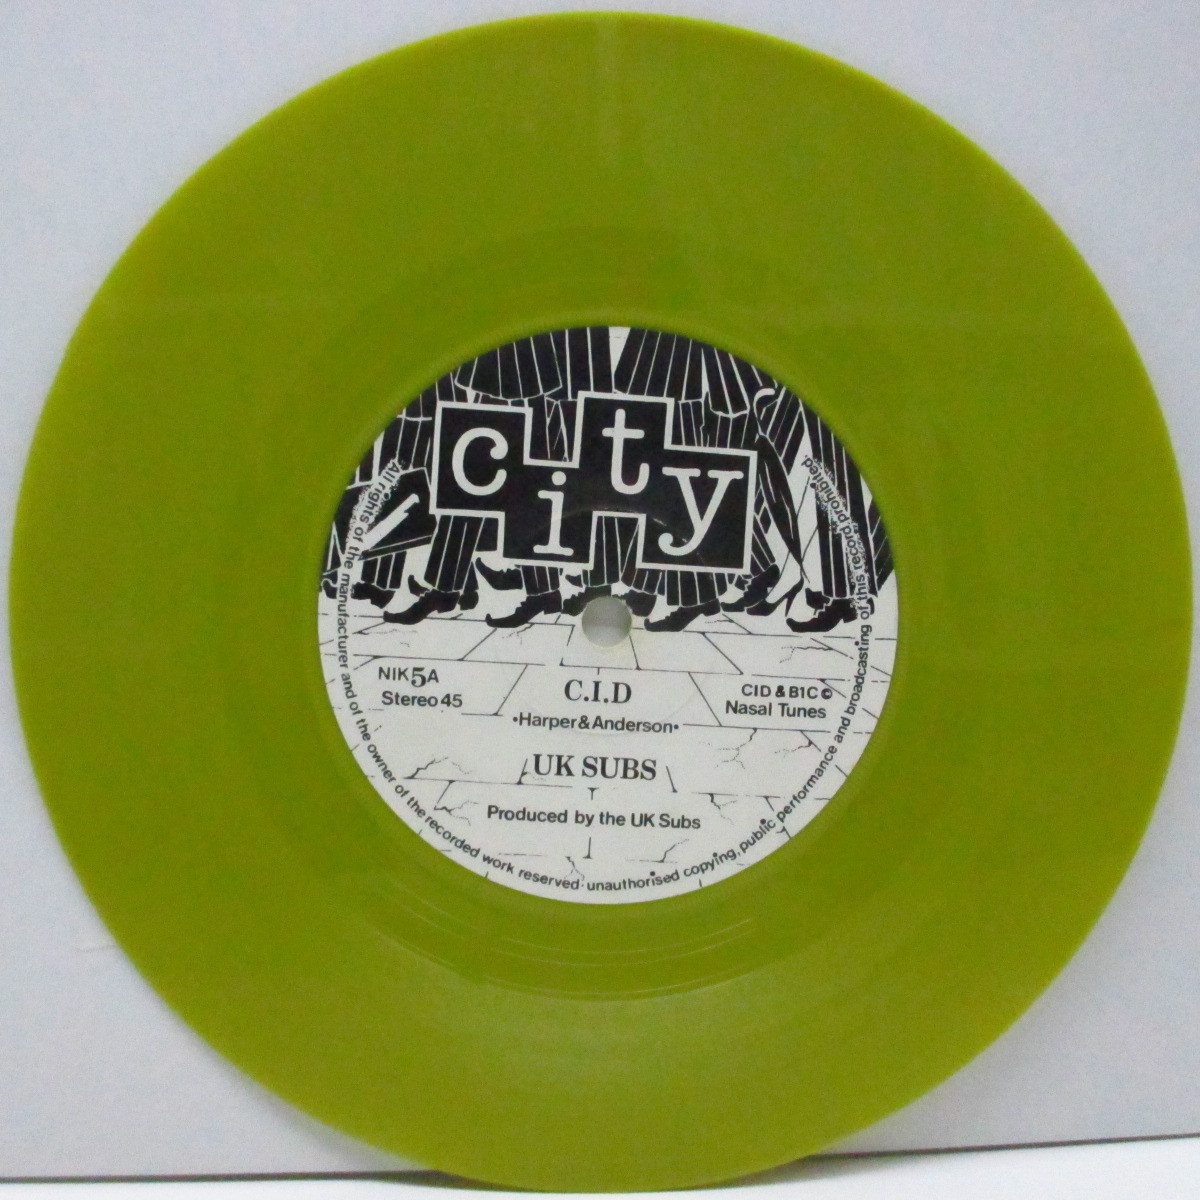 city
NIK5A
Stereo 45
C.I.D
•Harper & Anderson•
CID & B1C ©
Nasal Tunes
UK SUBS
Produced by the UK Subs
All rights of the manufacturer and of the owner of the recorded work reserved · unauthorised copying, public performance and broadcasting of this record prohibited.